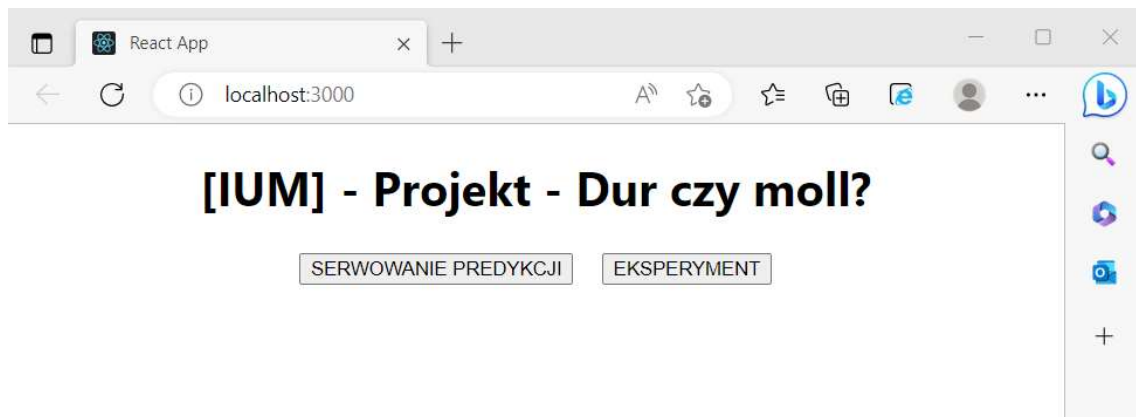 React App
localhost:3000
[IUM] - Projekt - Dur czy moll?
SERWOWANIE PREDYKCJI EKSPERYMENT